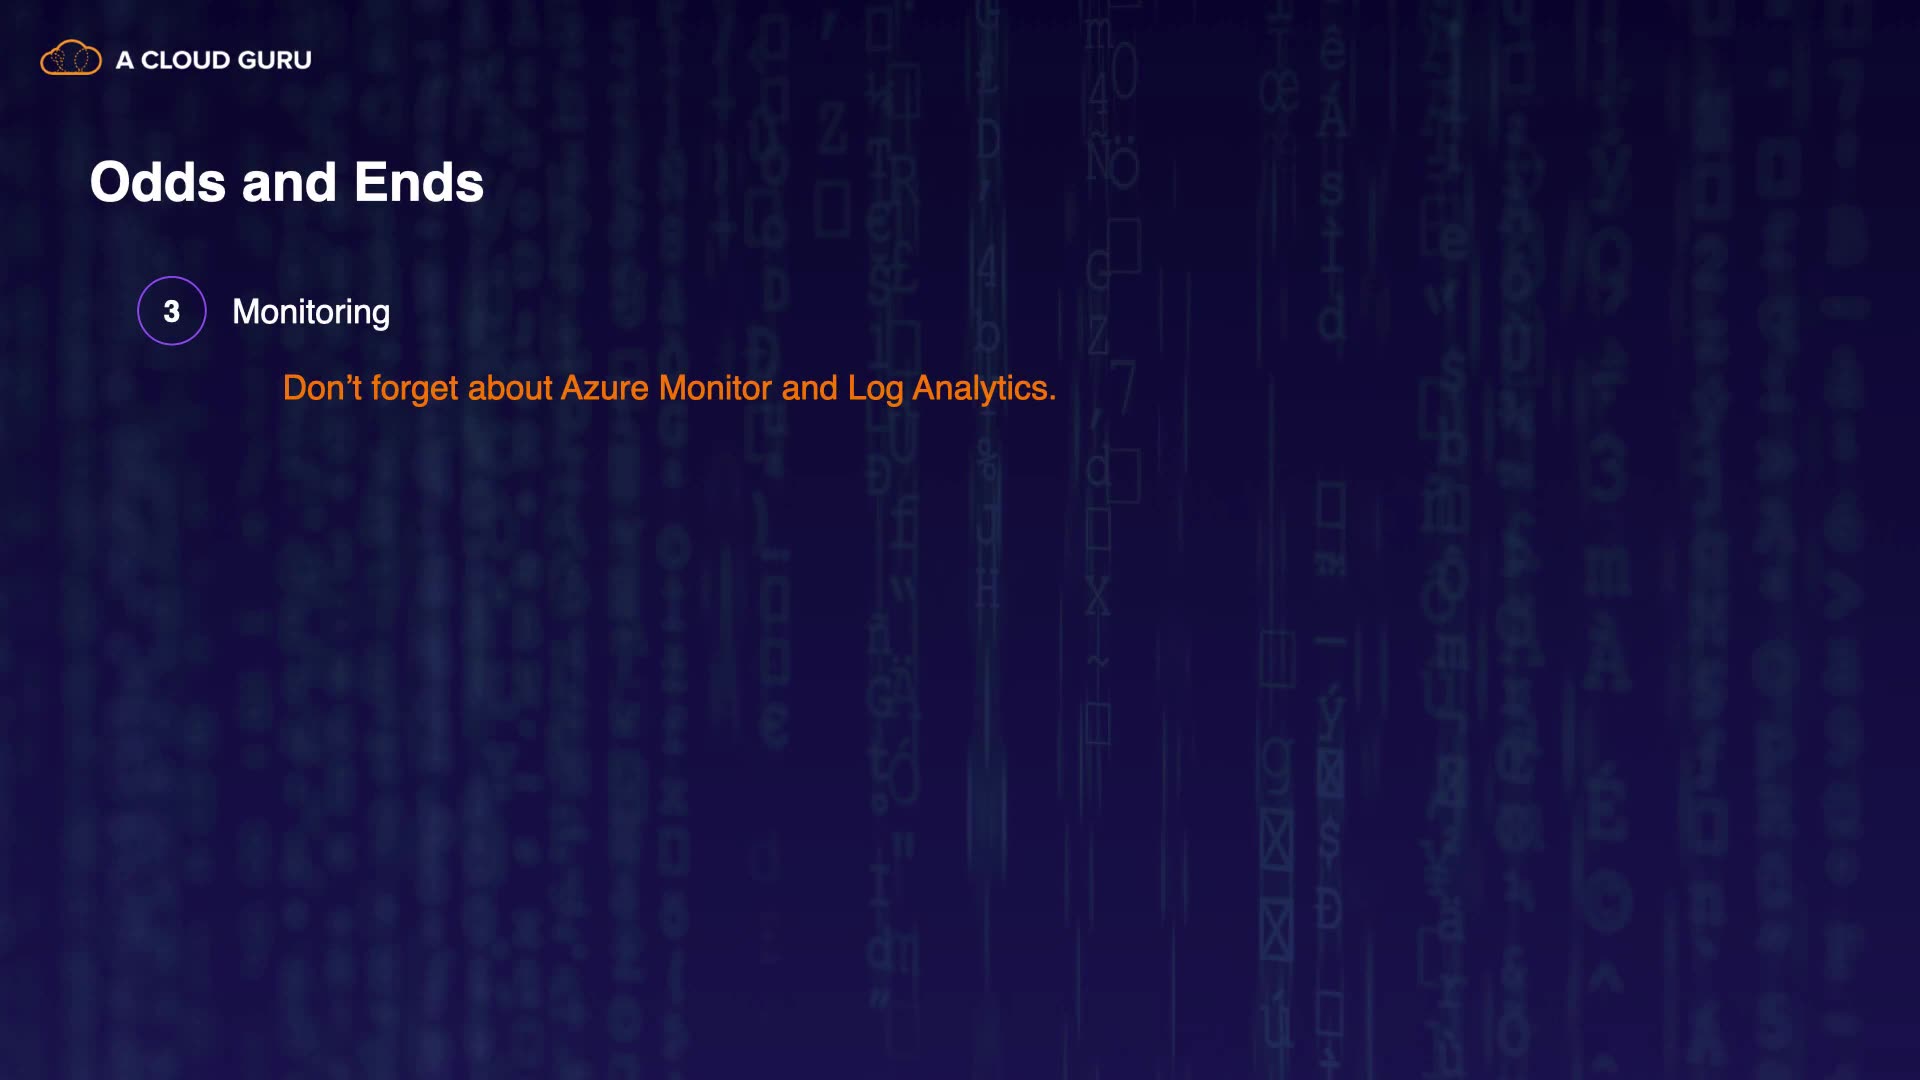 A CLOUD GURU
Odds and Ends
3 Monitoring
Don’t forget about Azure Monitor and Log Analytics.